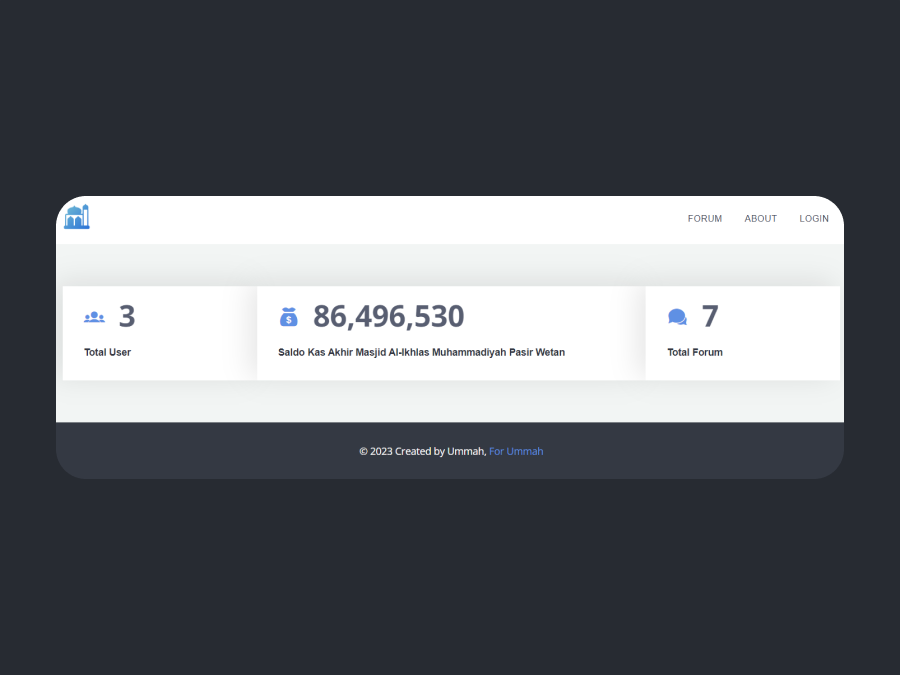 FORUM ABOUT LOGIN
3
Total User
$
86,496,530
Saldo Kas Akhir Masjid Al-Ikhlas Muhammadiyah Pasir Wetan
7
Total Forum
© 2023 Created by Ummah, For Ummah